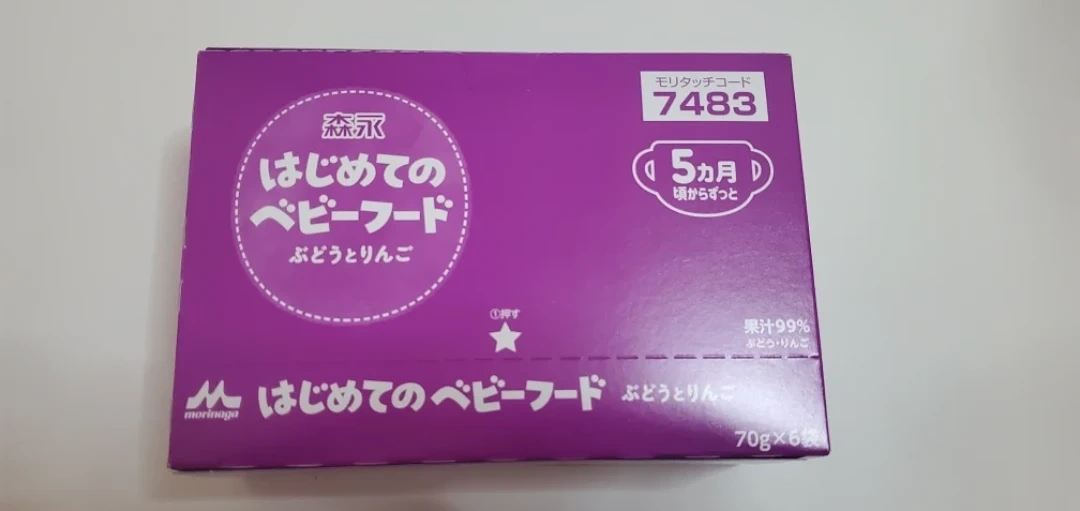 モリタッチコード
7483
森永
はじめての
ベビーフード
ぶどうとりんご
5カ月
頃からずっと
①押す
果汁99%
ぶどう・りんご
morinaga
はじめてのベビーフード ぶどうとりんご
70g×6袋